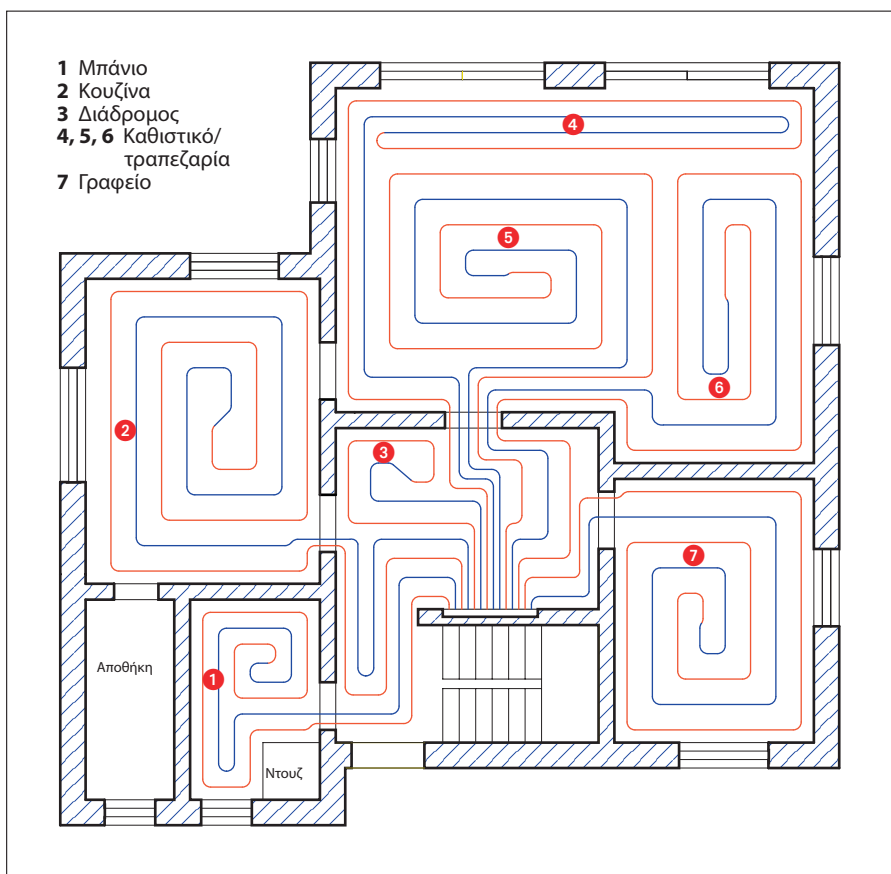 1 Μπάνιο
2 Κουζίνα
3 Διάδρομος
4, 5, 6 Καθιστικό/
τραπεζαρία
7 Γραφείο
4
5
6
3
2
7
1
Αποθήκη
Ντουζ